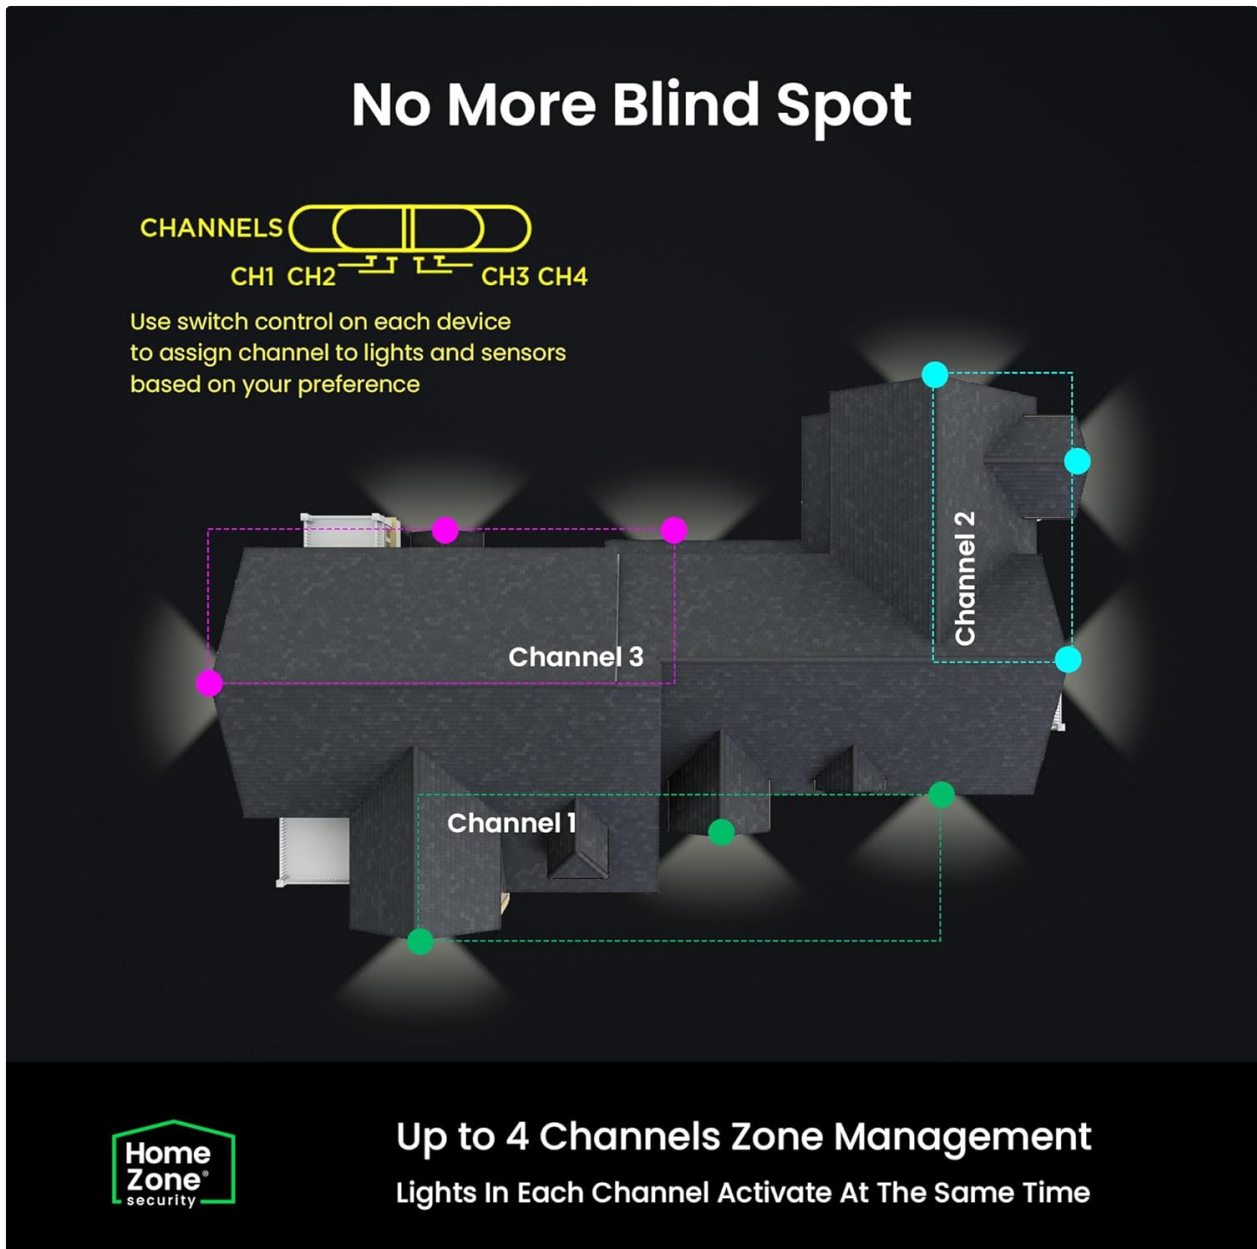 No More Blind Spot
CHANNELS
CH1 CH2 CH3 CH4
Use switch control on each device
to assign channel to lights and sensors
based on your preference
Channel 2
Channel 3
Channel 1
Home
Zone®
security
Up to 4 Channels Zone Management
Lights In Each Channel Activate At The Same Time